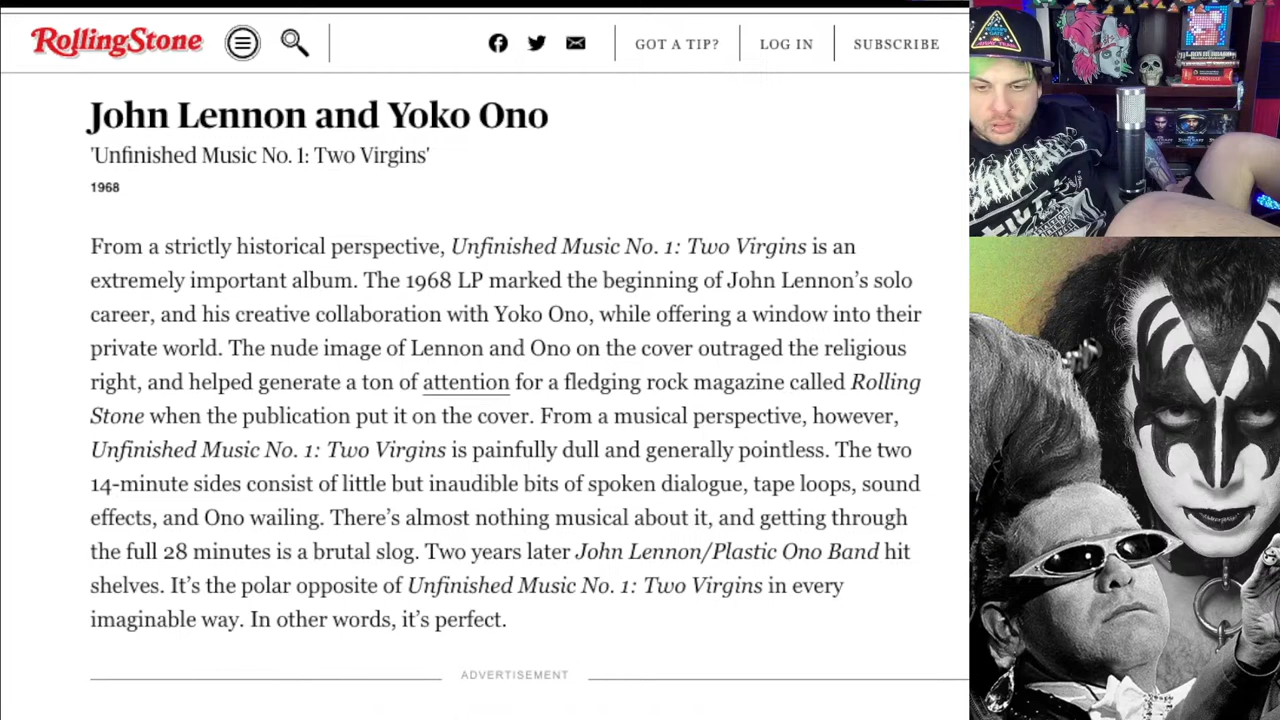 RollingStone
GOT A TIP?
LOG IN
SUBSCRIBE
John Lennon and Yoko Ono
'Unfinished Music No. 1: Two Virgins'
1968
From a strictly historical perspective, Unfinished Music No. 1: Two Virgins is an
extremely important album. The 1968 LP marked the beginning of John Lennon’s solo
career, and his creative collaboration with Yoko Ono, while offering a window into their
private world. The nude image of Lennon and Ono on the cover outraged the religious
right, and helped generate a ton of attention for a fledging rock magazine called Rolling
Stone when the publication put it on the cover. From a musical perspective, however,
Unfinished Music No. 1: Two Virgins is painfully dull and generally pointless. The two
14-minute sides consist of little but inaudible bits of spoken dialogue, tape loops, sound
effects, and Ono wailing. There’s almost nothing musical about it, and getting through
the full 28 minutes is a brutal slog. Two years later John Lennon/Plastic Ono Band hit
shelves. It’s the polar opposite of Unfinished Music No. 1: Two Virgins in every
imaginable way. In other words, it’s perfect.
ADVERTISEMENT